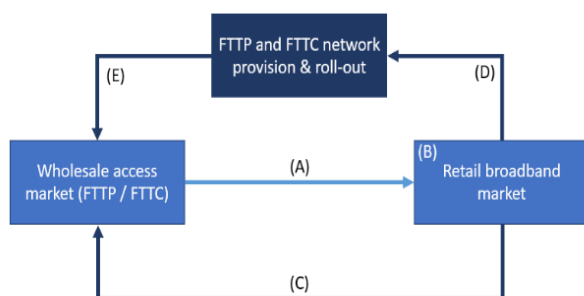 FTTP and FTTC network
provision & roll-out
(E)
(D)
(B)
Wholesale access
market (FTTP / FTTC)
(A)
Retail broadband
market
(C)